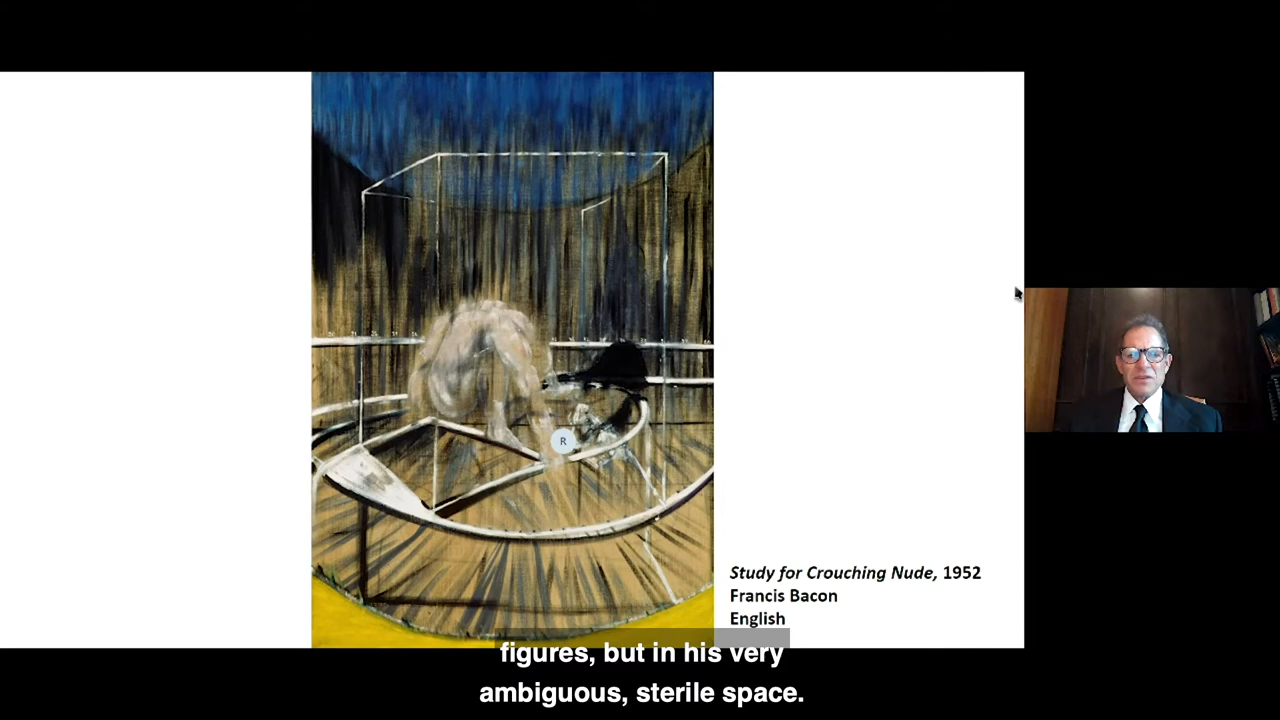 R
Study for Crouching Nude, 1952
Francis Bacon
English
figures, but in his very
ambiguous, sterile space.